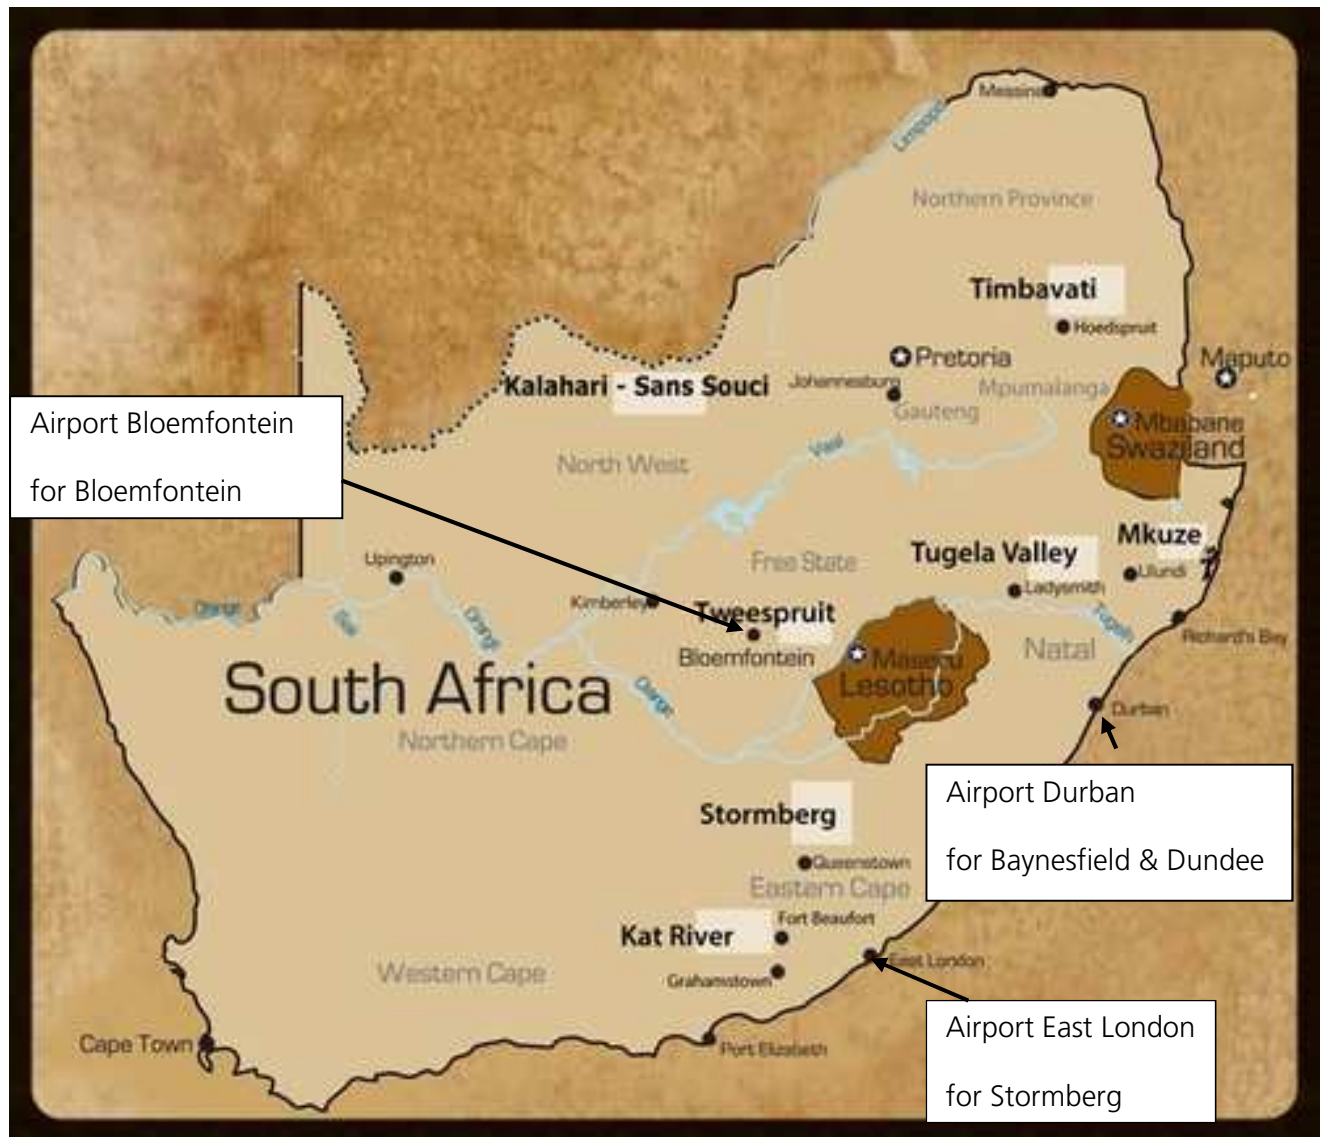 Messina
Limpopo
Northern Province
Timbavati
Hoedspruit
Pretoria
Maputo
Kalahari - Sans Souci
Johannesburg
Mpumalanga
Gauteng
Airport Bloemfontein
for Bloemfontein
Mbabane
Swaziland
North West
Vaal
Mkuze
Tugela Valley
Free State
Upington
Ulundi
Ladysmith
Kimberley
Orange
Orange
Tweespruit
Tugela
Richard's Bay
Bloemfontein
Natal
Maseru
Lesotho
South Africa
Orange
Durban
Northern Cape
Airport Durban
for Baynesfield & Dundee
Stormberg
Queenstown
Eastern Cape
Fort Beaufort
Kat River
East London
Western Cape
Grahamstown
Airport East London
for Stormberg
Cape Town
Port Elizabeth